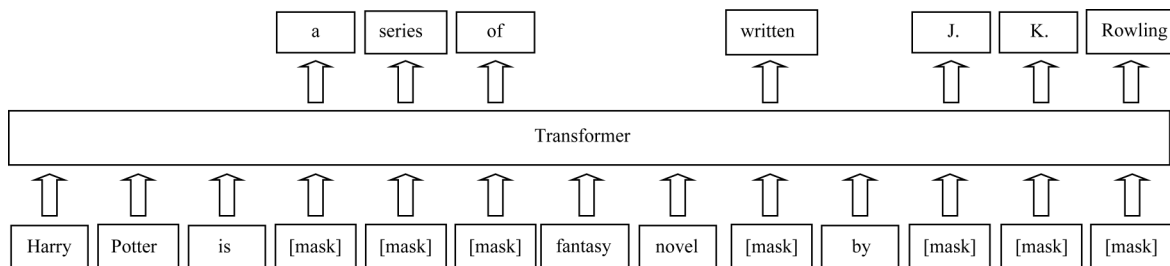 a series of written J. K. Rowling
Transformer
Harry Potter is [mask] [mask] [mask] fantasy novel [mask] by [mask] [mask] [mask]